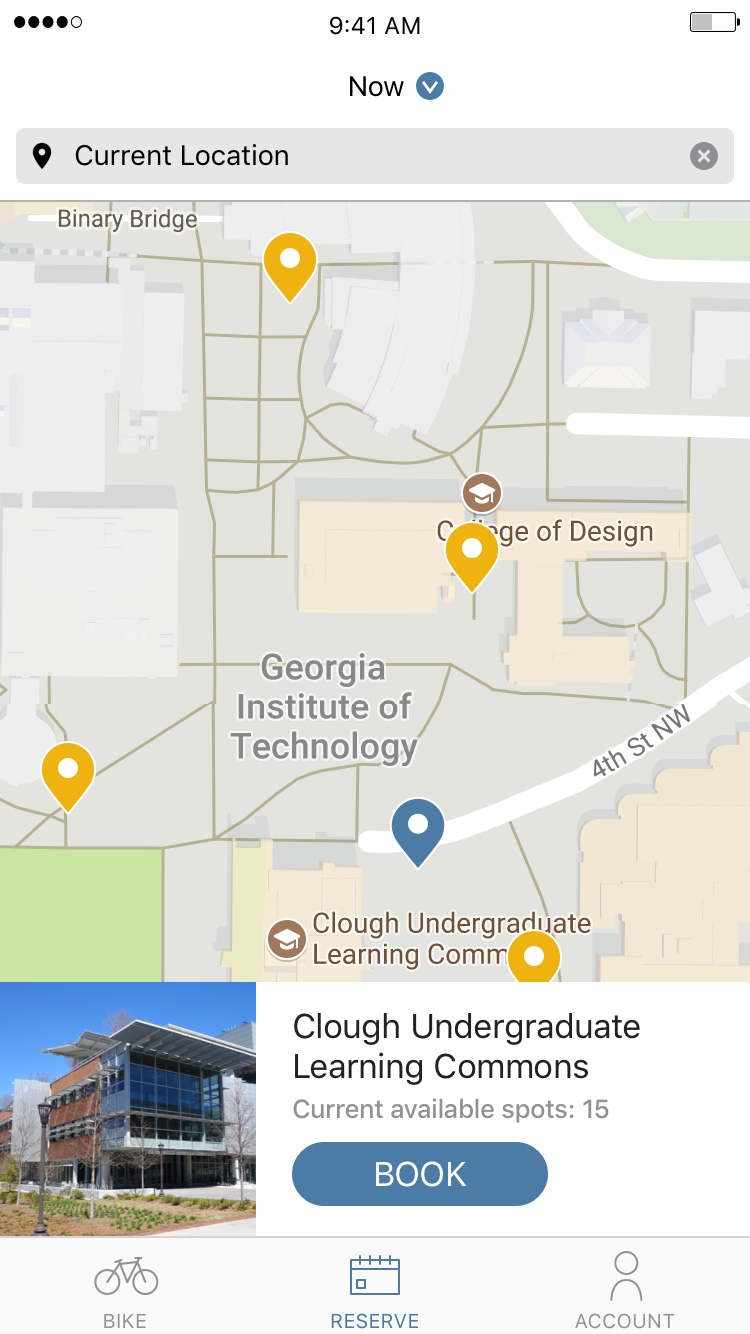 9:41 AM
Now
Current Location
Binary Bridge
College of Design
Georgia
Institute of
Technology
4th St NW
Clough Undergraduate
Learning Comm
Clough Undergraduate
Learning Commons
Current available spots: 15
BOOK
BIKE
RESERVE
ACCOUNT